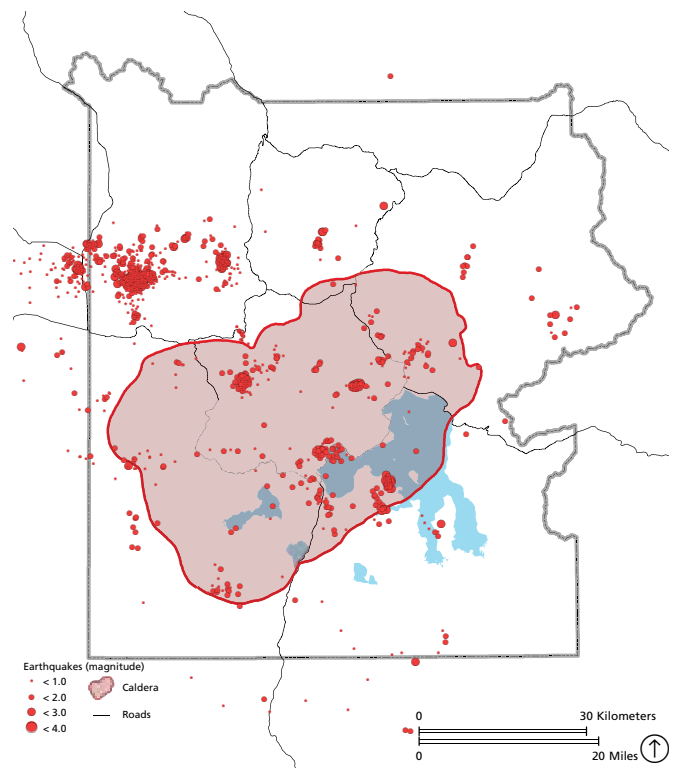 Earthquakes (magnitude)
< 1.0
< 2.0
< 3.0
< 4.0
Caldera
Roads
0 30 Kilometers
0 20 Miles